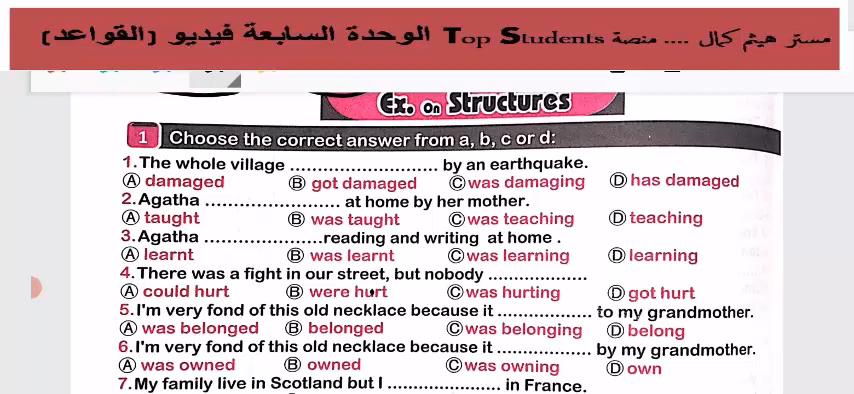 مستر هيثم كمال .... منصة Top Students الوحدة السابعة فيديو (القواعد)
Ex. On Structures
1 Choose the correct answer from a, b, c or d:
1.The whole village ............................ by an earthquake.
Ⓐ damaged Ⓑ got damaged Ⓒ was damaging Ⓓ has damaged
2.Agatha ......................... at home by her mother.
Ⓐ taught Ⓑ was taught Ⓒ was teaching Ⓓ teaching
3.Agatha ......................reading and writing at home .
Ⓐ learnt Ⓑ was learnt Ⓒ was learning Ⓓ learning
4.There was a fight in our street, but nobody ...................
Ⓐ could hurt Ⓑ were hurt Ⓒ was hurting Ⓓ got hurt
5.I'm very fond of this old necklace because it .................. to my grandmother.
Ⓐ was belonged Ⓑ belonged Ⓒ was belonging Ⓓ belong
6.I'm very fond of this old necklace because it .................. by my grandmother.
Ⓐ was owned Ⓑ owned Ⓒ was owning Ⓓ own
7.My family live in Scotland but I ...................... in France.